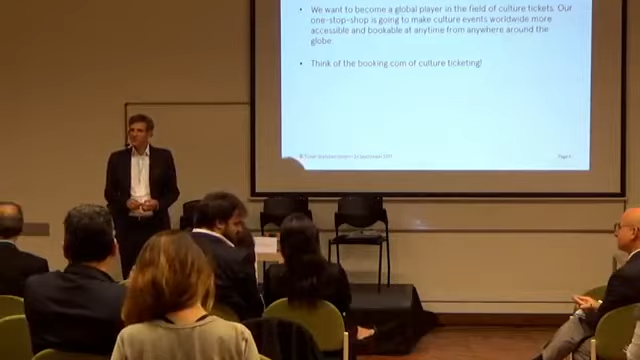 • We want to become a global player in the field of culture tickets. Our
one-stop-shop is going to make culture events worldwide more
accessible and bookable at anytime from anywhere around the
globe.
• Think of the booking.com of culture ticketing!